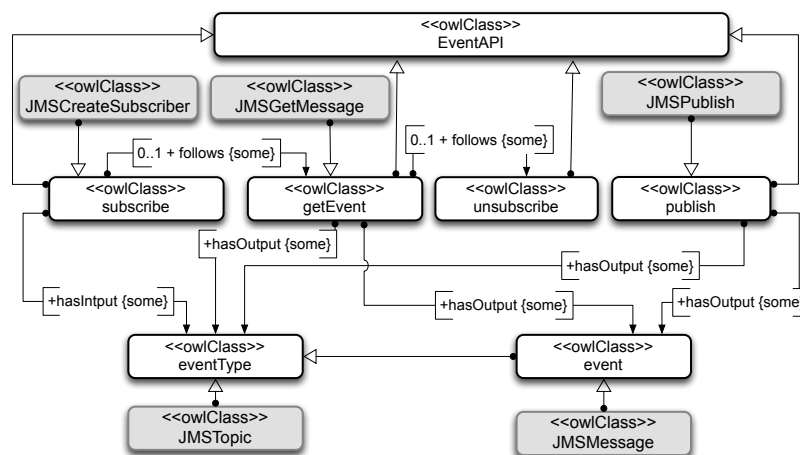 <<owlClass>>
EventAPI
<<owlClass>>
JMSCreateSubscriber
<<owlClass>>
JMSGetMessage
<<owlClass>>
JMSPublish
0..1 + follows {some}
0..1 + follows {some}
<<owlClass>>
subscribe
<<owlClass>>
getEvent
<<owlClass>>
unsubscribe
<<owlClass>>
publish
+hasOutput {some}
+hasOutput {some}
+hasIntput {some}
+hasOutput {some}
+hasOutput {some
<<owlClass>>
eventType
<<owlClass>>
event
<<owlClass>>
JMSTopic
<<owlClass>>
JMSMessage